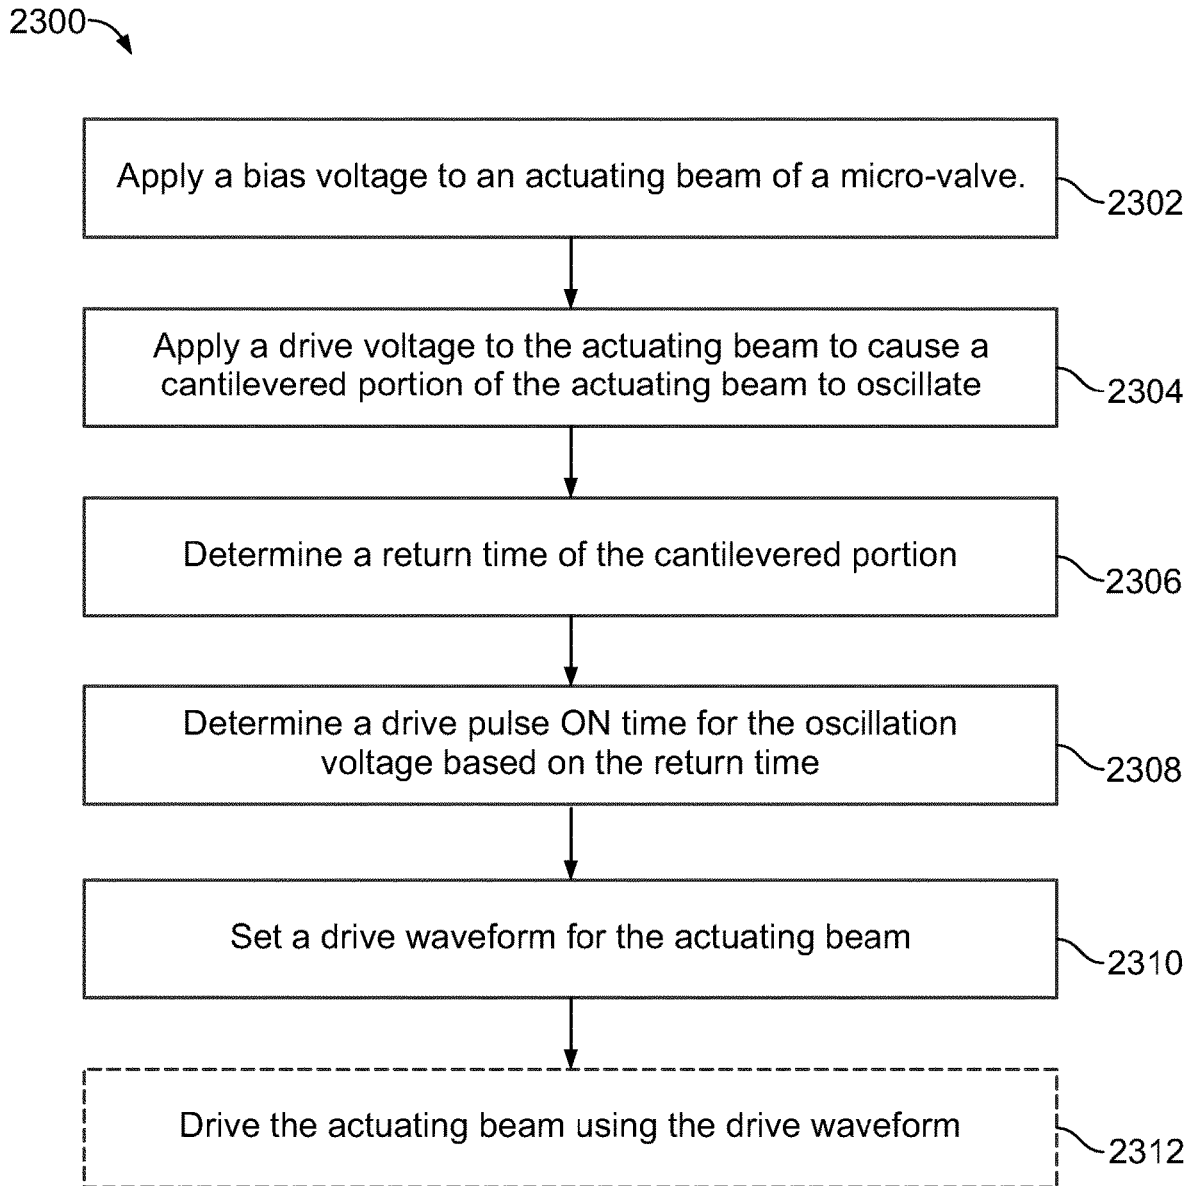 2300
Apply a bias voltage to an actuating beam of a micro-valve.
2302
Apply a drive voltage to the actuating beam to cause a
cantilevered portion of the actuating beam to oscillate
2304
Determine a return time of the cantilevered portion
2306
Determine a drive pulse ON time for the oscillation
voltage based on the return time
2308
Set a drive waveform for the actuating beam
2310
Drive the actuating beam using the drive waveform
2312